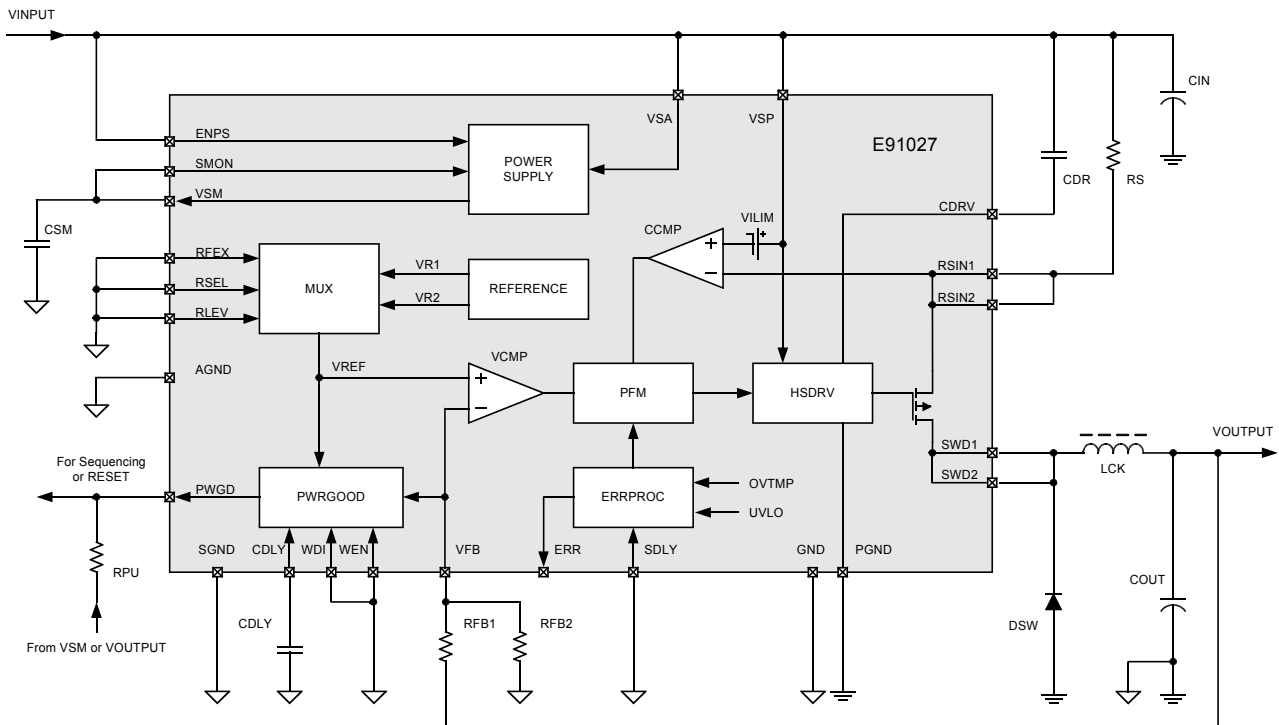 VINPUT
CIN
VSA
VSP
E91027
ENPS
SMON
VSM
POWER
SUPPLY
CDR
RS
CSM
CCMP
VILIM
CDRV
RFEX
RSEL
RLEV
MUX
VR1
VR2
REFERENCE
+
+
−
RSIN1
RSIN2
AGND
VREF
VCMP
+
−
PFM
HSDRV
For Sequencing
or RESET
SWD1
SWD2
LCK
VOUTPUT
PWGD
PWRGOOD
ERRPROC
OVTMP
UVLO
SGND
CDLY
WDI
WEN
VFB
ERR
SDLY
GND
PGND
RPU
COUT
CDLY
RFB1
RFB2
DSW
From VSM or VOUTPUT